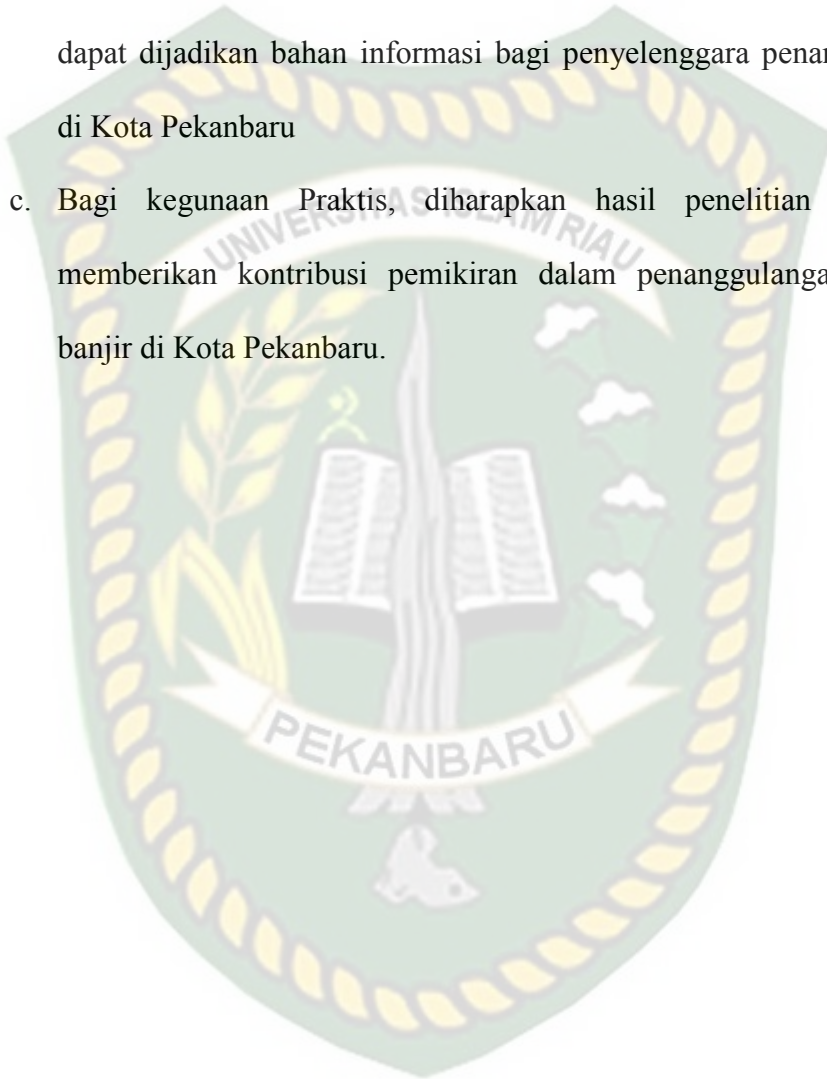 dapat dijadikan bahan informasi bagi penyelenggara
di Kota Pekanbaru
c. Bagi kegunaan Praktis, diharapkan hasil penelitian
memberikan kontribusi pemikiran dalam
banjir di Kota Pekanbaru.
UNIVERSITAS ISLAM RIAU
PEKANBARU